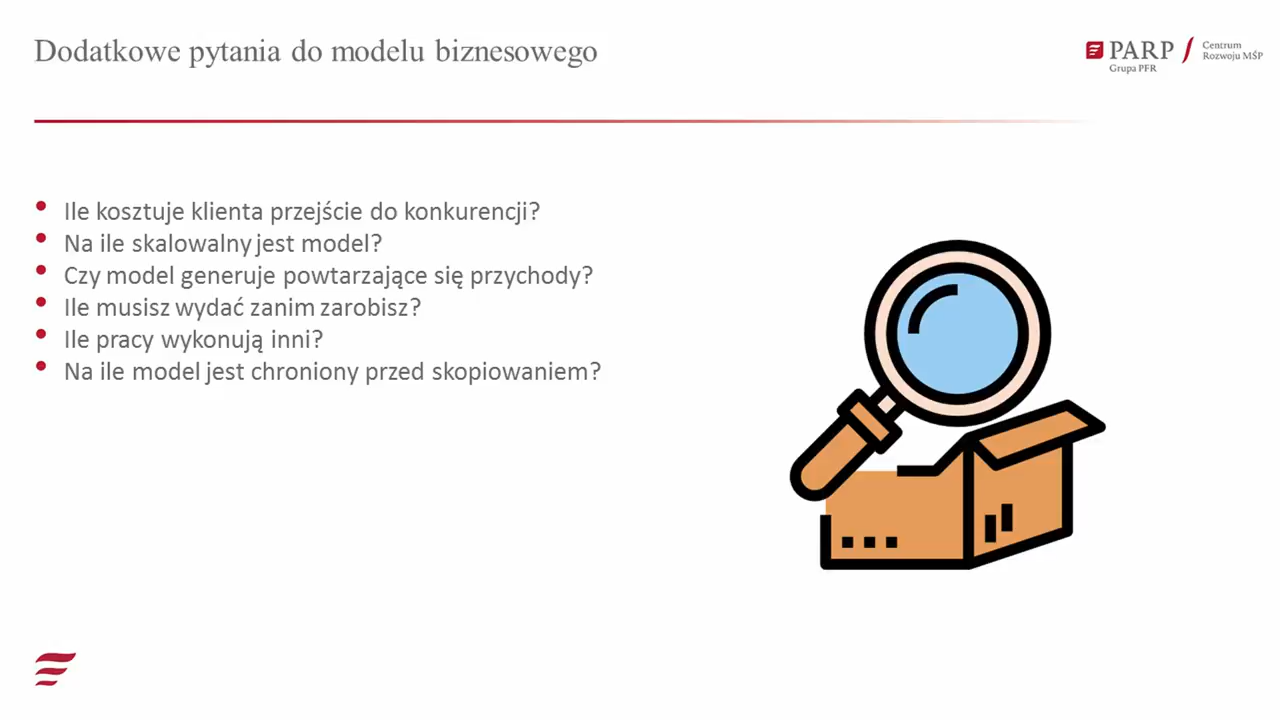 Dodatkowe pytania do modelu biznesowego
PARP
Grupa PFR
Centrum
Rozwoju MŚP
• Ile kosztuje klienta przejście do konkurencji?
• Na ile skalowalny jest model?
• Czy model generuje powtarzające się przychody?
• Ile musisz wydać zanim zarobisz?
• Ile pracy wykonują inni?
• Na ile model jest chroniony przed skopiowaniem?